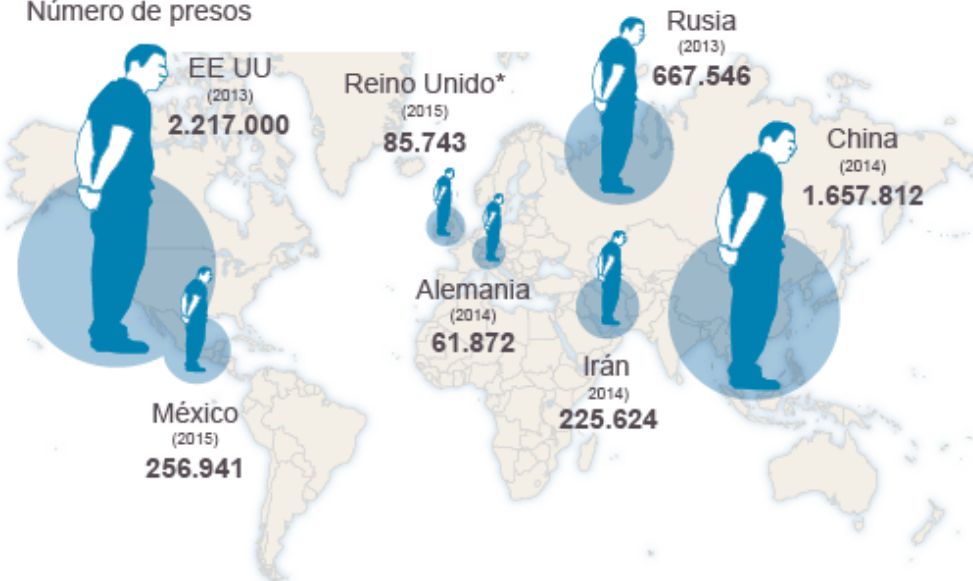 Número de presos
EE UU
(2013)
2.217.000
Reino Unido*
(2015)
85.743
Rusia
(2013)
667.546
China
(2014)
1.657.812
Alemania
(2014)
61.872
Irán
2014)
225.624
México
(2015)
256.941